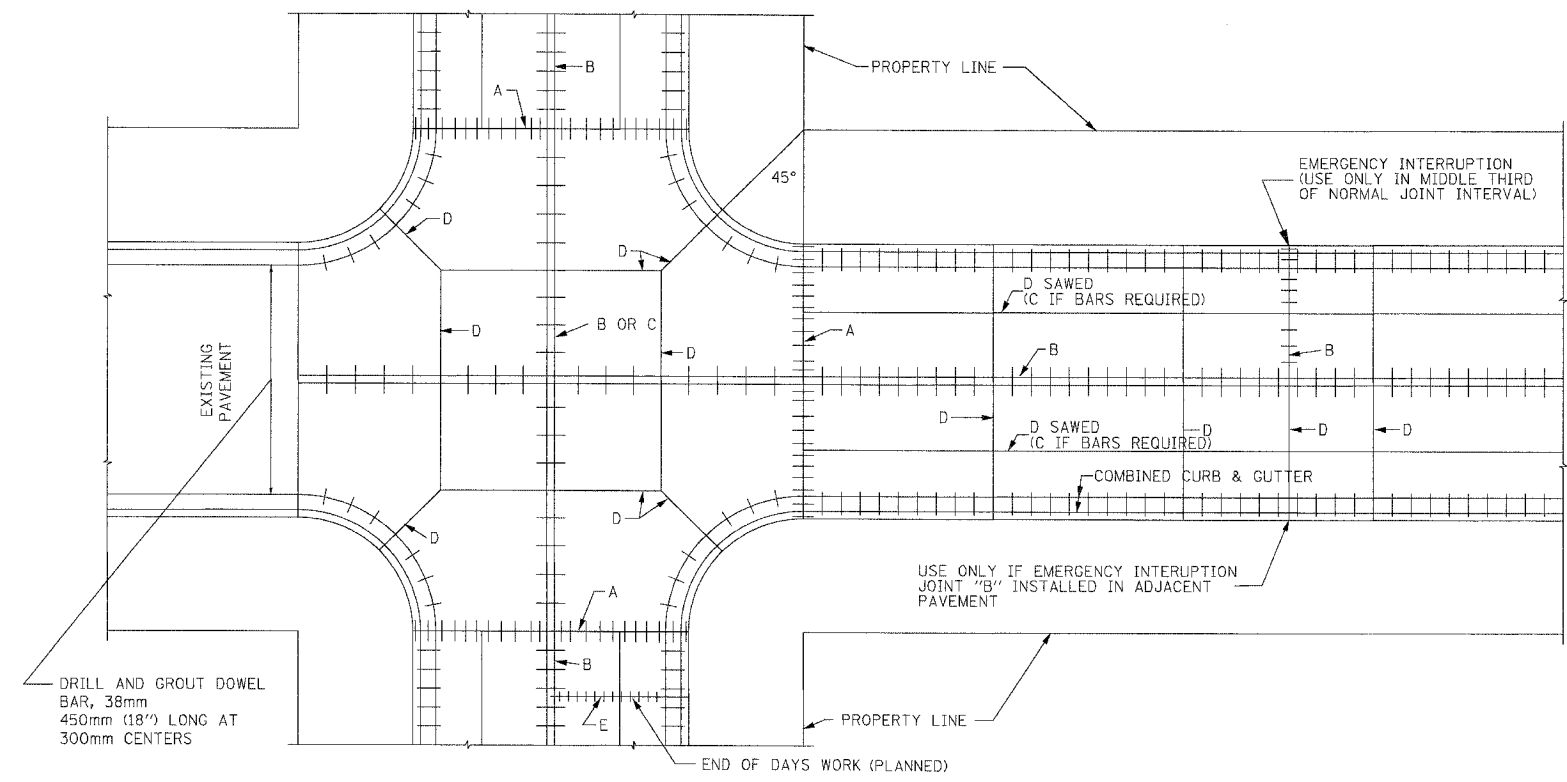 B
PROPERTY LINE
A
EMERGENCY INTERRUPTION
(USE ONLY IN MIDDLE THIRD
OF NORMAL JOINT INTERVAL)
45°
D
D
D SAWED
(C IF BARS REQUIRED)
B OR C
D
D
A
B
B
EXISTING
PAVEMENT
D
D SAWED
(C IF BARS REQUIRED)
D
D
D
COMBINED CURB & GUTTER
D
D
USE ONLY IF EMERGENCY INTERUPTION
JOINT "B" INSTALLED IN ADJACENT
PAVEMENT
A
B
DRILL AND GROUT DOWEL
BAR, 38mm
450mm (18") LONG AT
300mm CENTERS
E
PROPERTY LINE
END OF DAYS WORK (PLANNED)